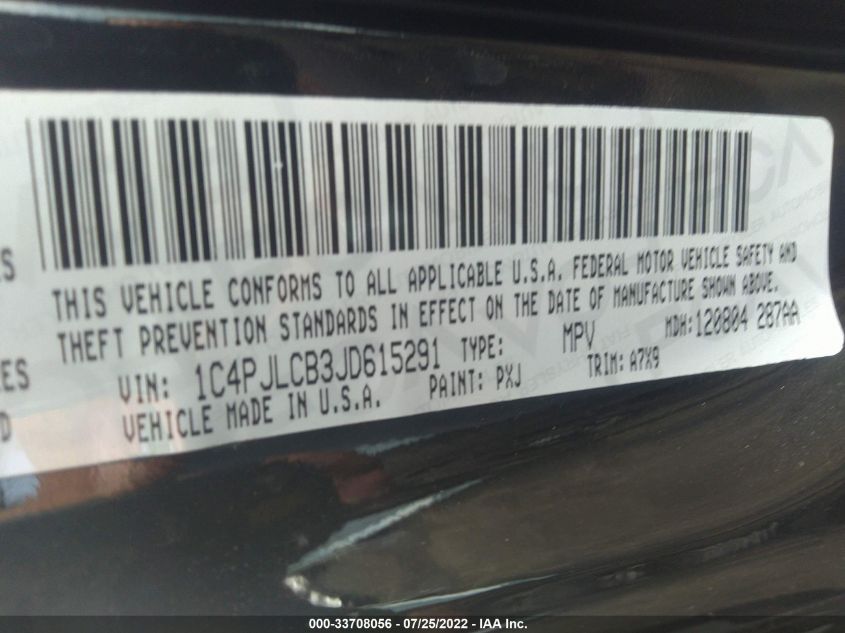 THIS VEHICLE CONFORMS TO ALL APPLICABLE U.S.A. FEDERAL MOTOR VEHICLE SAFETY AND
THEFT PREVENTION STANDARDS IN EFFECT ON THE DATE OF MANUFACTURE SHOWN ABOVE.
VIN: 1C4PJLCB3JD615291 TYPE: MPV MDH:120804 287AA
VEHICLE MADE IN U.S.A. PAINT: PXJ TRIM: A7X9
S
ES
D
000-33708056 - 07/25/2022 - IAA Inc.